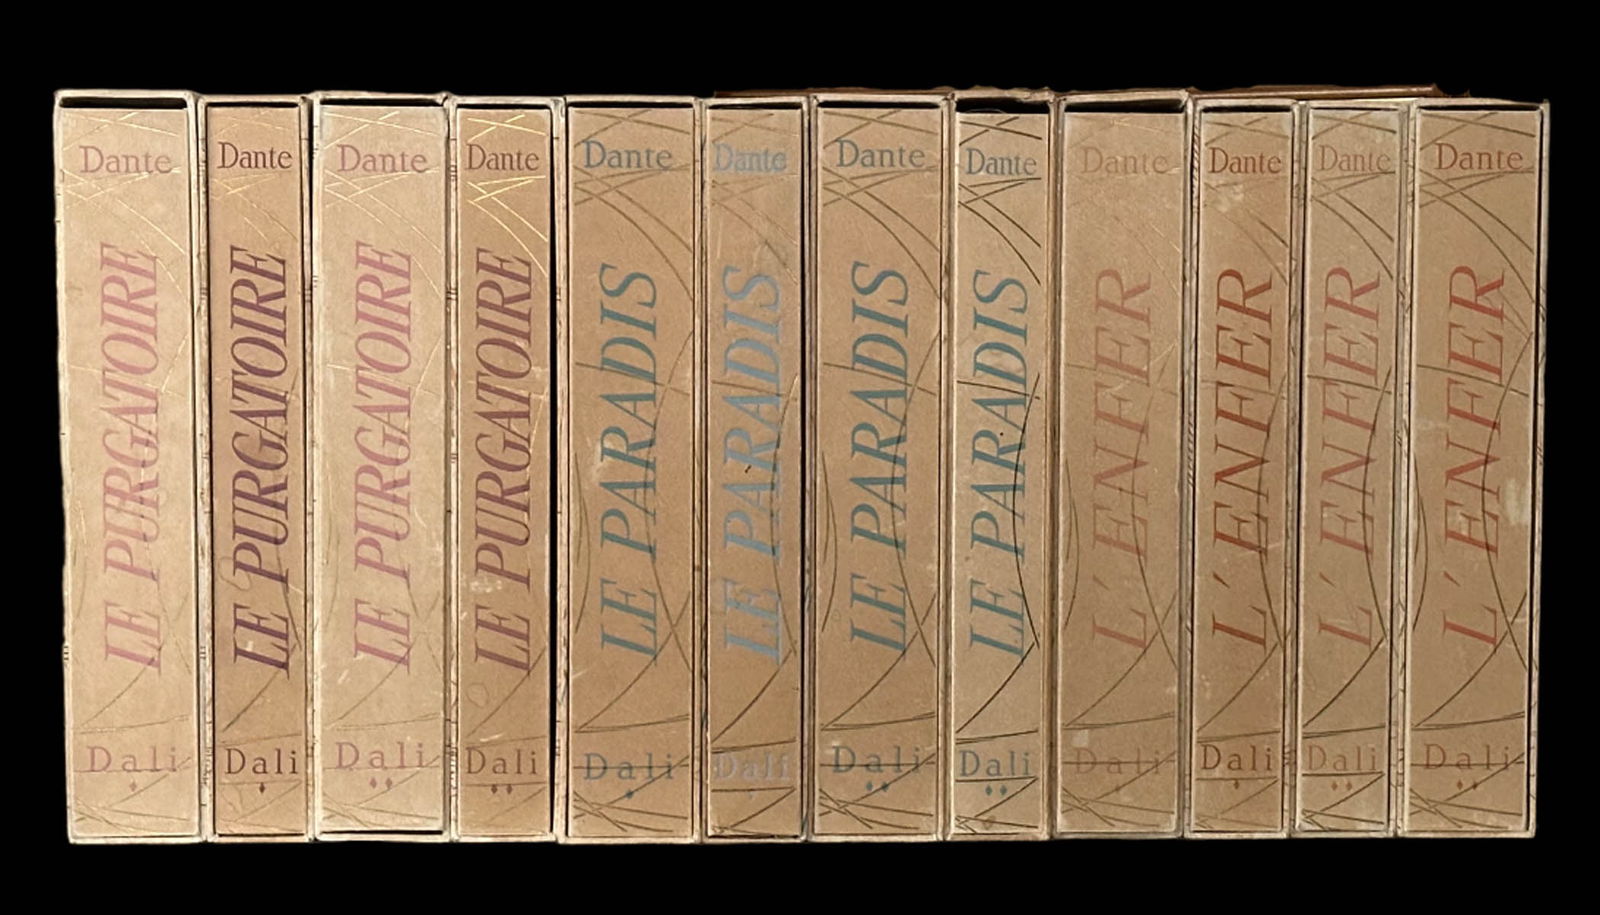 Dante
LE PURGATOIRE
Dali
♦
Dante
LE PURGATOIRE
Dali
♦
Dante
LE PURGATOIRE
Dali
♦♦
Dante
LE PURGATOIRE
Dali
♦♦
Dante
LE PARADIS
Dali
♦
Dante
LE PARADIS
Dali
Dante
LE PARADIS
Dali
♦♦
Dante
LE PARADIS
Dali
♦♦
Dante
L'ENFER
Dali
♦
Dante
L'ENFER
Dali
♦
Dante
L'ENFER
Dali
♦♦
Dante
L'ENFER
Dali
♦♦